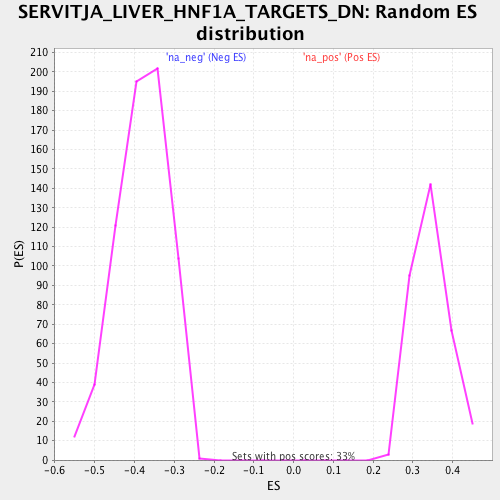 SERVITJA_LIVER_HNF1A_TARGETS_DN: Random ES
distribution
'na_neg' (Neg ES)
'na_pos' (Pos ES)
210
200
190
180
170
160
150
140
130
120
110
100
90
80
70
60
50
40
30
20
10
0
P(ES)
Sets with pos scores: 33%
-0.6 -0.5 -0.4 -0.3 -0.2 -0.1 0.0 0.1 0.2 0.3 0.4
ES